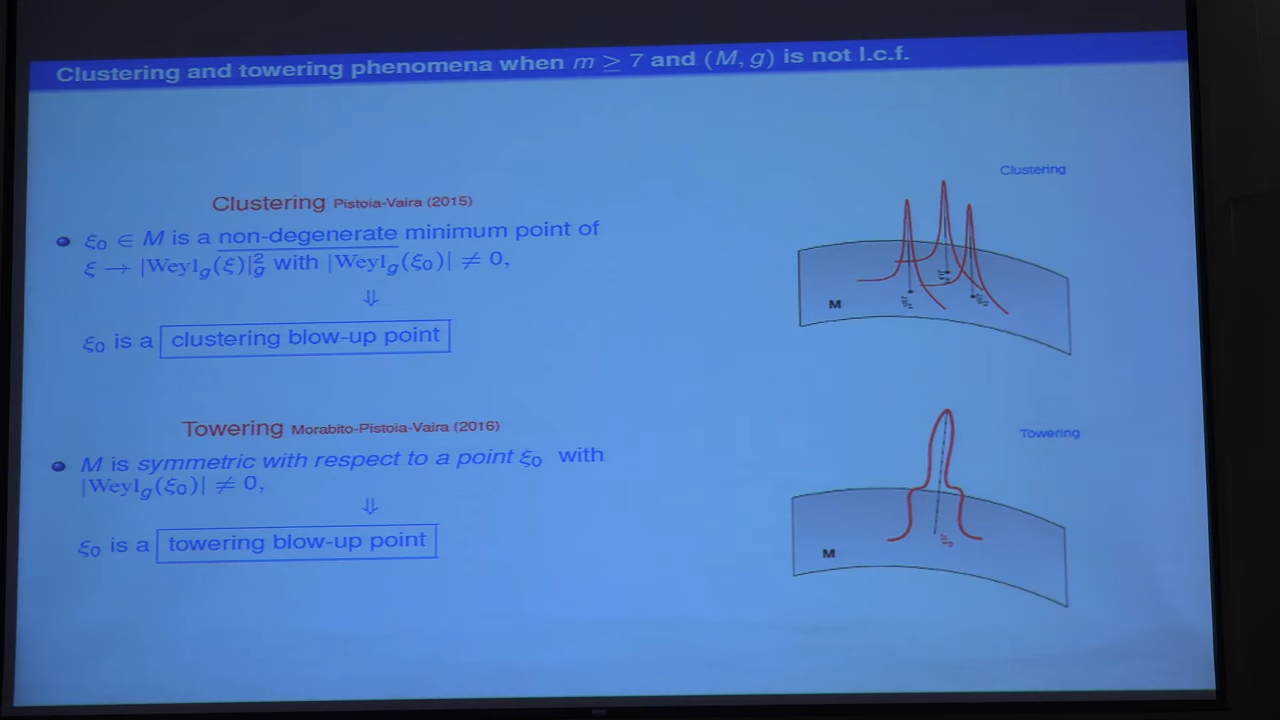 Clustering and towering phenomena when m ≥ 7 and (M, g) is not l.c.f.
Clustering Pistoia-Vaira (2015)
ξ₀ ∈ M is a non-degenerate minimum point of
ξ → |Weyl_g(ξ)|²_g with |Weyl_g(ξ₀)| ≠ 0,
⇓
ξ₀ is a clustering blow-up point
Towering Morabito-Pistoia-Vaira (2016)
M is symmetric with respect to a point ξ₀ with
|Weyl_g(ξ₀)| ≠ 0,
⇓
ξ₀ is a towering blow-up point
Clustering
M
Towering
M